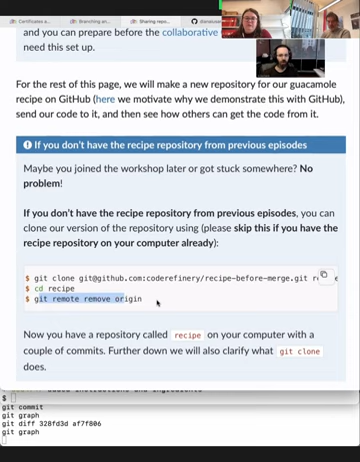 Certificates a...
Branching an...
Sharing repo...
and you can prepare before the collaborative
need this set up.
For the rest of this page, we will make a new repository for our guacamole
recipe on GitHub (here we motivate why we demonstrate this with GitHub),
send our code to it, and then see how others can get the code from it.
If you don't have the recipe repository from previous episodes
Maybe you joined the workshop later or got stuck somewhere? No
problem!
If you don't have the recipe repository from previous episodes, you can
clone our version of the repository using (please skip this if you have the
recipe repository on your computer already):
$ git clone git@github.com:coderefinery/recipe-before-merge.git
$ cd recipe
$ git remote remove origin
Now you have a repository called recipe on your computer with a
couple of commits. Further down we will also clarify what git clone
does.
$
git commit
git graph
git diff 328fd3d af7f806
git graph